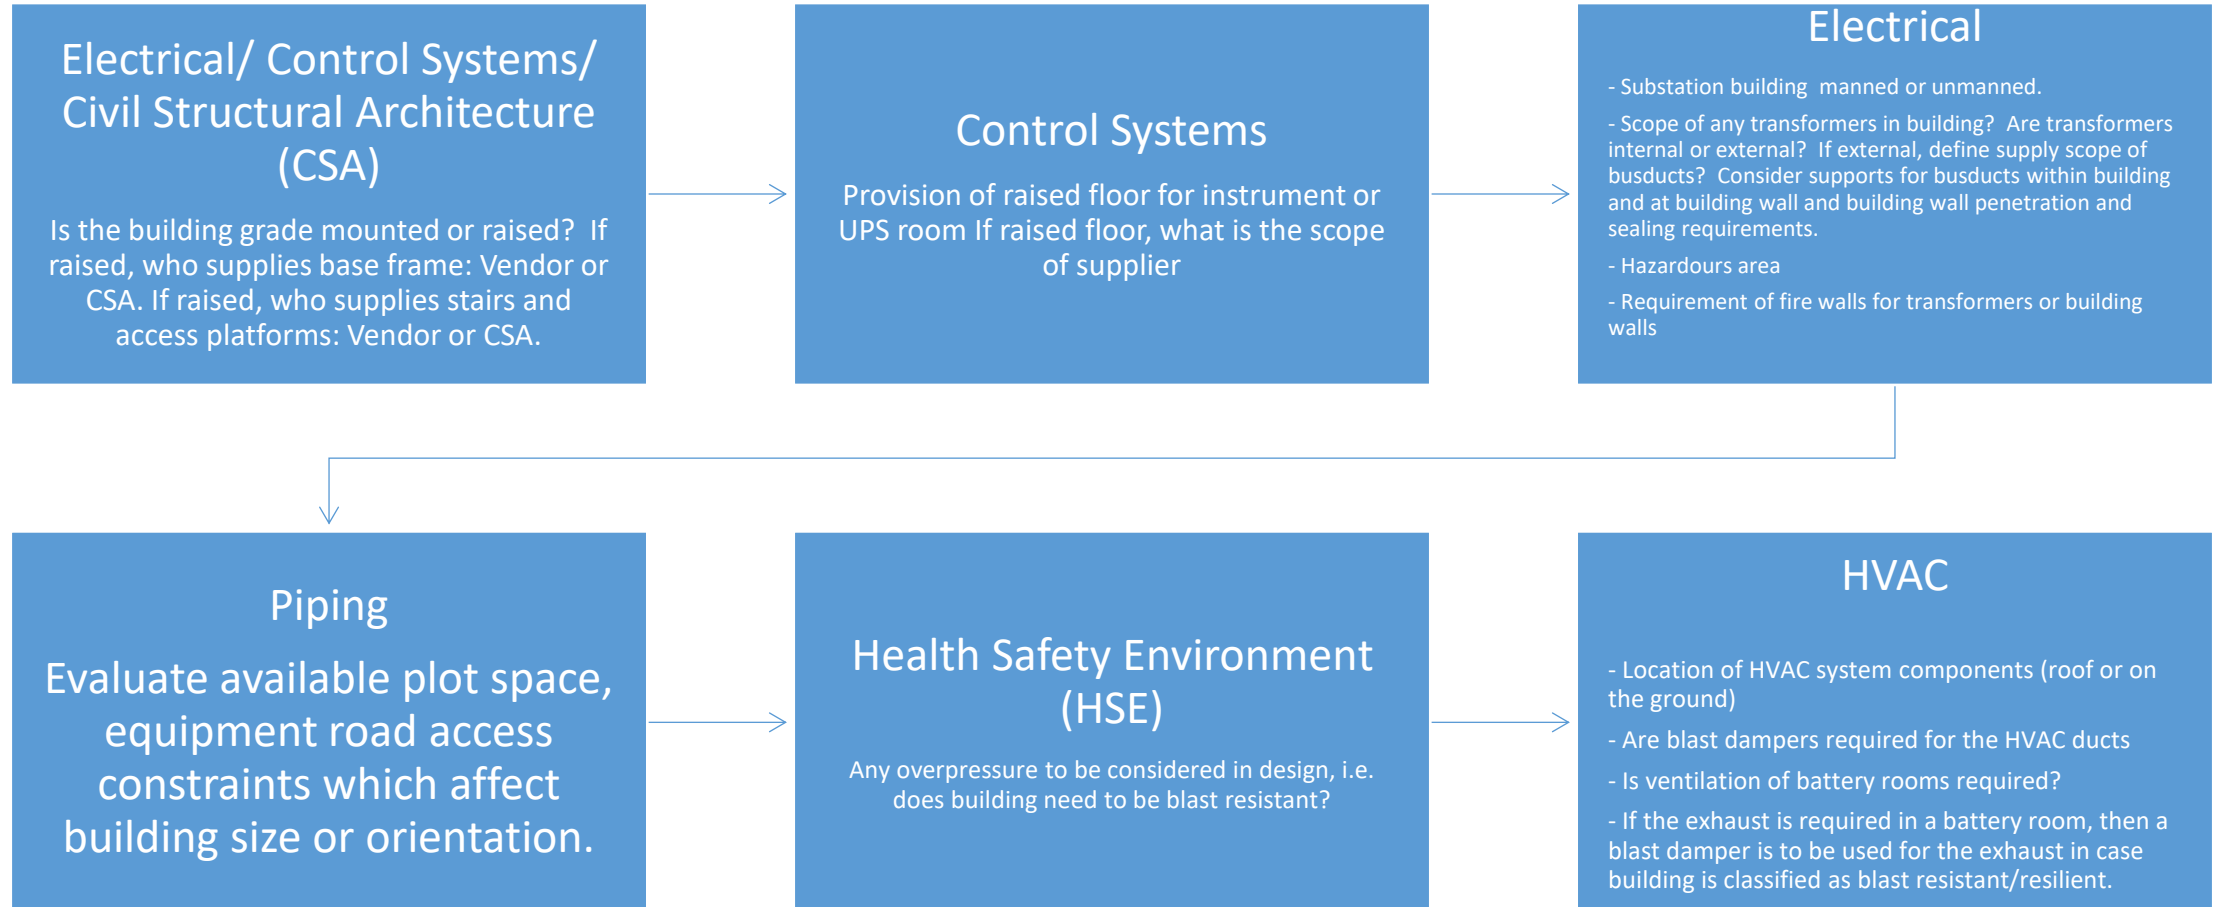 Electrical/ Control Systems/
Civil Structural Architecture
(CSA)
Is the building grade mounted or raised? If
raised, who supplies base frame: Vendor or
CSA. If raised, who supplies stairs and
access platforms: Vendor or CSA.
Control Systems
Provision of raised floor for instrument or
UPS room If raised floor, what is the scope
of supplier
Electrical
- Substation building manned or unmanned.
- Scope of any transformers in building? Are transformers
internal or external? If external, define supply scope of
busducts? Consider supports for busducts within building
and at building wall and building wall penetration and
sealing requirements.
- Hazardours area
- Requirement of fire walls for transformers or building
walls
Piping
Evaluate available plot space,
equipment road access
constraints which affect
building size or orientation.
Health Safety Environment
(HSE)
Any overpressure to be considered in design, i.e.
does building need to be blast resistant?
HVAC
- Location of HVAC system components (roof or on
the ground)
- Are blast dampers required for the HVAC ducts
- Is ventilation of battery rooms required?
- If the exhaust is required in a battery room, then a
blast damper is to be used for the exhaust in case
building is classified as blast resistant/resilient.